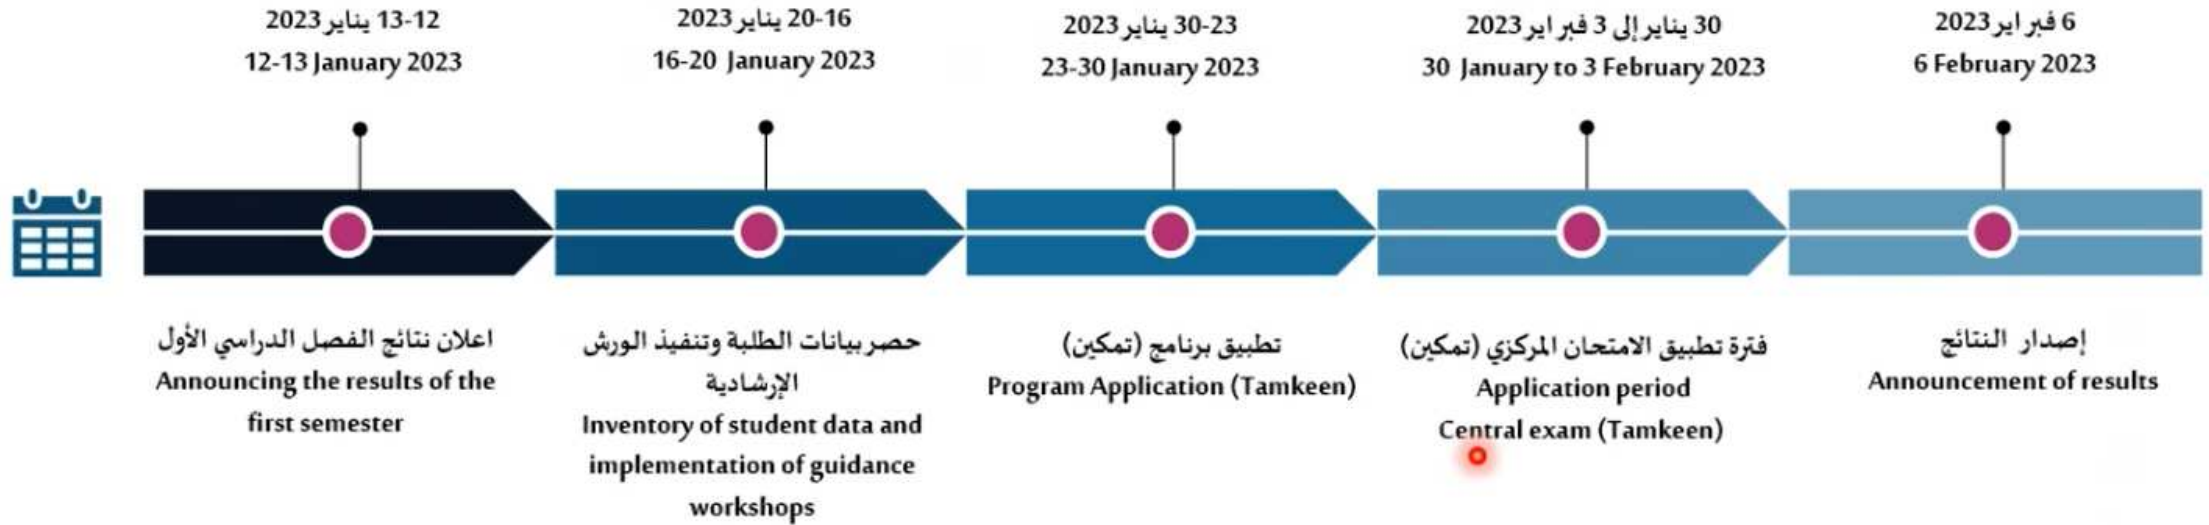 12-13 يناير 2023
12-13 January 2023
16-20 يناير 2023
16-20 January 2023
23-30 يناير 2023
23-30 January 2023
30 يناير إلى 3 فبراير 2023
30 January to 3 February 2023
6 فبراير 2023
6 February 2023
اعلان نتائج الفصل الدراسي الأول
Announcing the results of the
first semester
حصر بيانات الطلبة وتنفيذ الورش
الإرشادية
Inventory of student data and
implementation of guidance
workshops
تطبيق برنامج (تمكين)
Program Application (Tamkeen)
فترة تطبيق الامتحان المركزي (تمكين)
Application period
Central exam (Tamkeen)
إصدار النتائج
Announcement of results